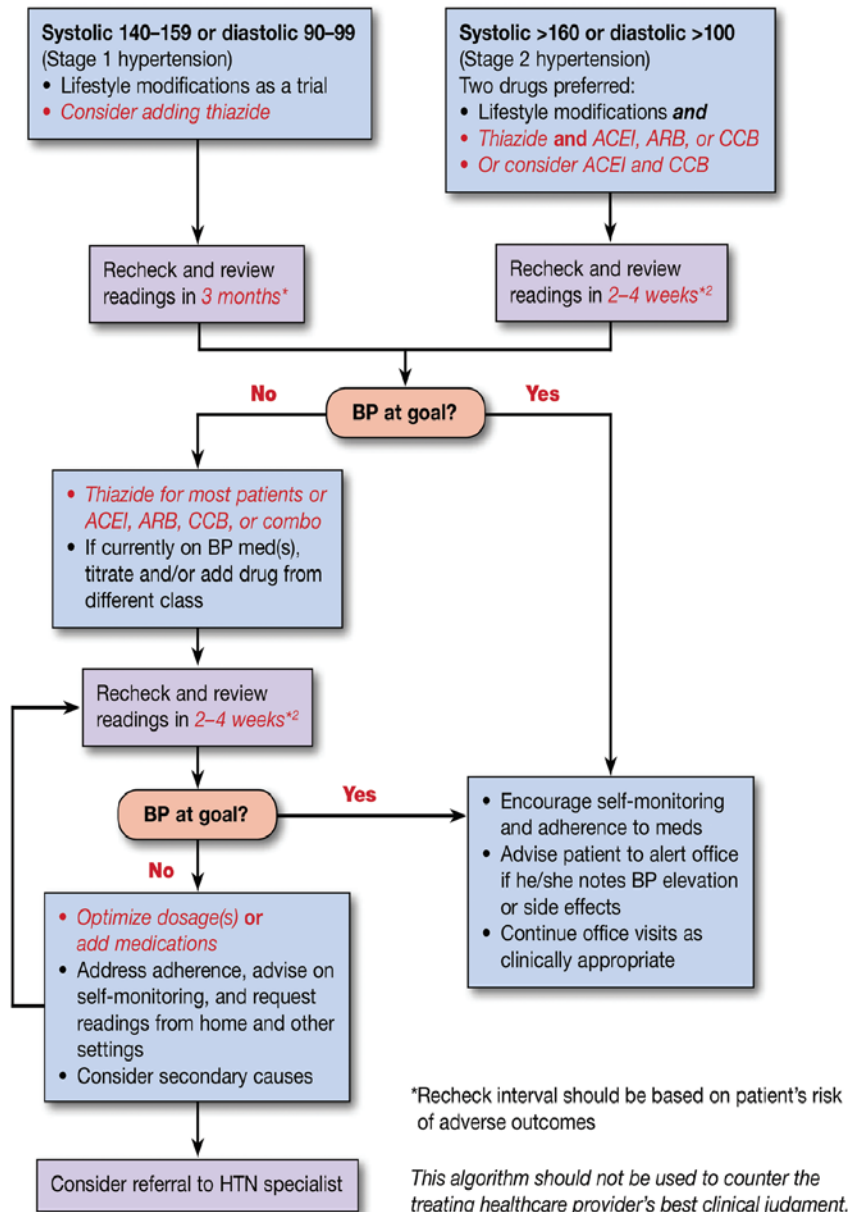 Systolic 140–159 or diastolic 90–99
(Stage 1 hypertension)
• Lifestyle modifications as a trial
• Consider adding thiazide
Systolic >160 or diastolic >100
(Stage 2 hypertension)
Two drugs preferred:
• Lifestyle modifications and
• Thiazide and ACEI, ARB, or CCB
• Or consider ACEI and CCB
Recheck and review
readings in 3 months*
Recheck and review
readings in 2–4 weeks*2
BP at goal?
No
Yes
• Thiazide for most patients or
ACEI, ARB, CCB, or combo
• If currently on BP med(s),
titrate and/or add drug from
different class
Recheck and review
readings in 2–4 weeks*2
BP at goal?
Yes
No
• Encourage self-monitoring
and adherence to meds
• Advise patient to alert office
if he/she notes BP elevation
or side effects
• Continue office visits as
clinically appropriate
• Optimize dosage(s) or
add medications
• Address adherence, advise on
self-monitoring, and request
readings from home and other
settings
• Consider secondary causes
Consider referral to HTN specialist
*Recheck interval should be based on patient's risk
of adverse outcomes
This algorithm should not be used to counter the
treating healthcare provider's best clinical judgment.